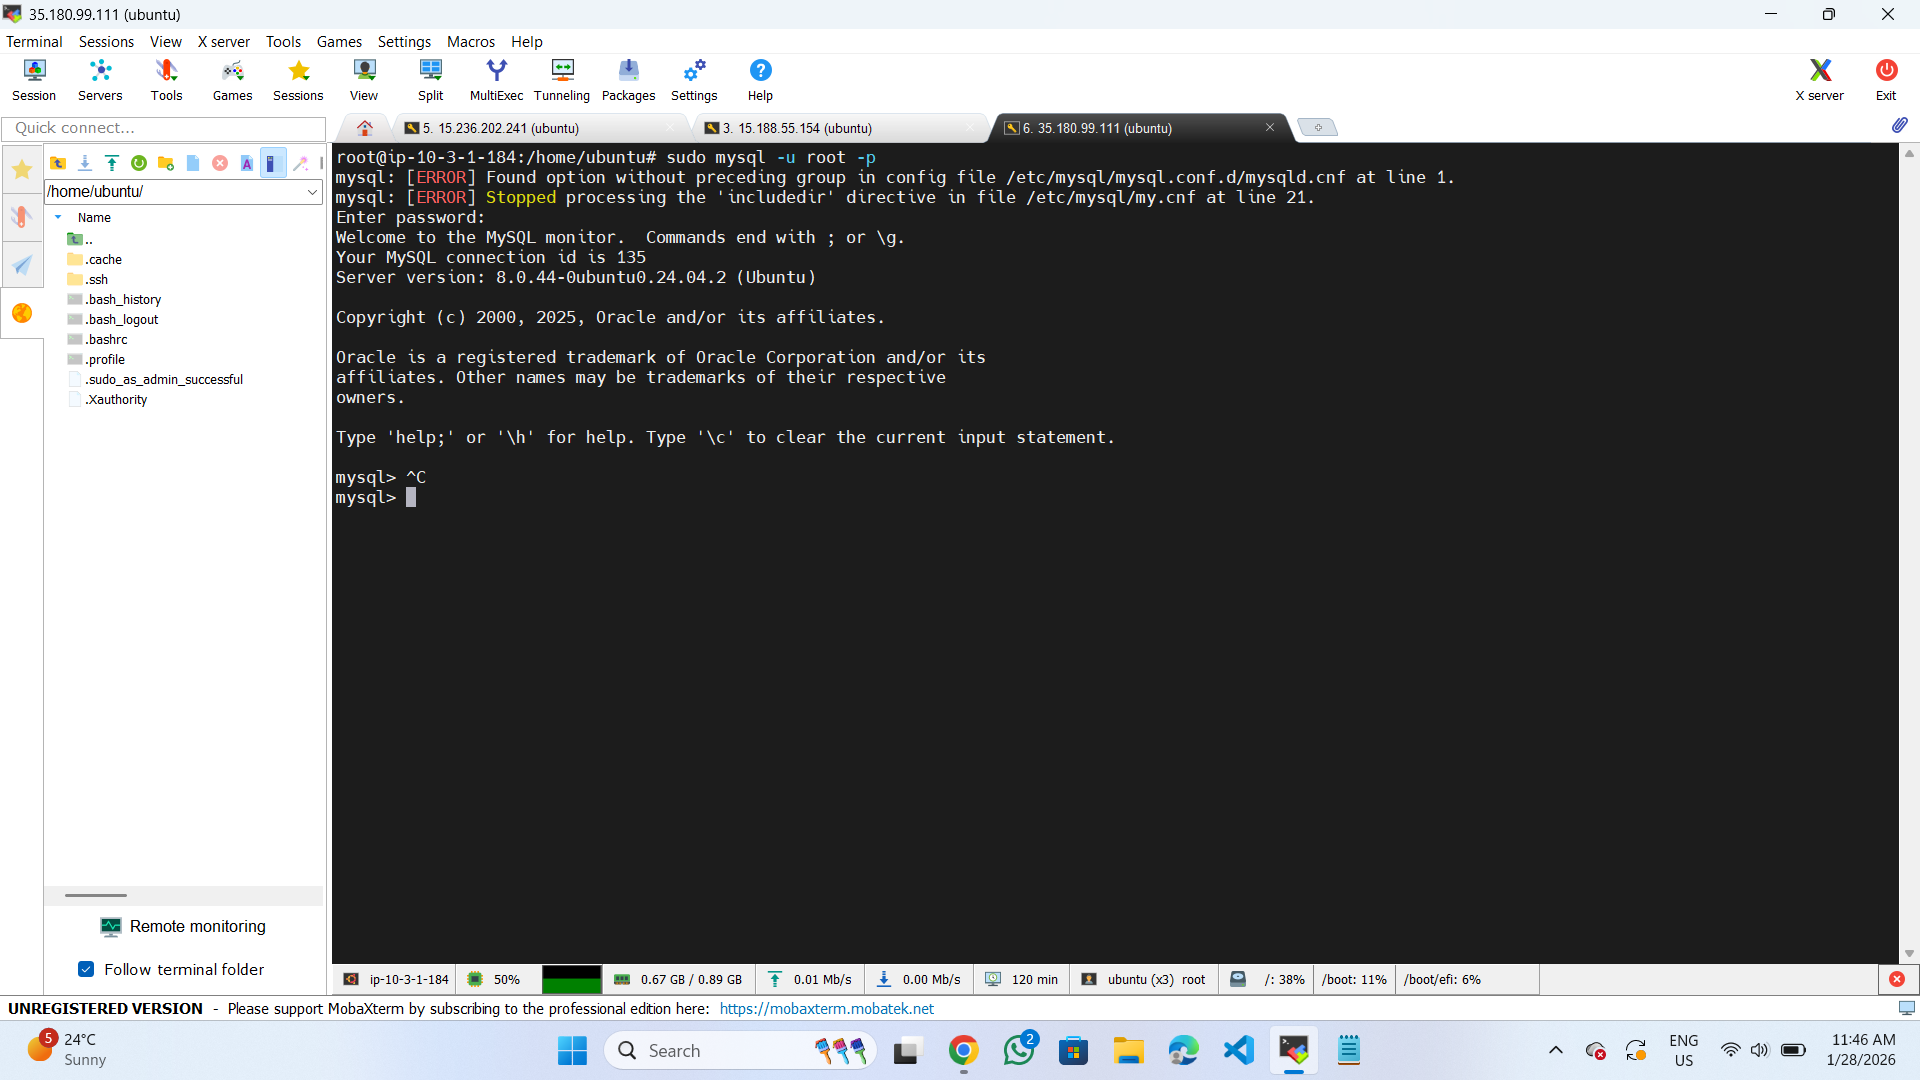 35.180.99.111 (ubuntu)
Terminal Sessions View X server Tools Games Settings Macros Help
Session Servers Tools Games Sessions View Split MultiExec Tunneling Packages Settings Help X server Exit
Quick connect...
5. 15.236.202.241 (ubuntu)
3. 15.188.55.154 (ubuntu)
6. 35.180.99.111 (ubuntu)
/home/ubuntu/
Name
..
.cache
.ssh
.bash_history
.bash_logout
.bashrc
.profile
.sudo_as_admin_successful
.Xauthority
Remote monitoring
Follow terminal folder
root@ip-10-3-1-184:/home/ubuntu# sudo mysql -u root -p
mysql: [ERROR] Found option without preceding group in config file /etc/mysql/mysql.conf.d/mysqld.cnf at line 1.
mysql: [ERROR] Stopped processing the 'includedir' directive in file /etc/mysql/my.cnf at line 21.
Enter password:
Welcome to the MySQL monitor.  Commands end with ; or \g.
Your MySQL connection id is 135
Server version: 8.0.44-0ubuntu0.24.04.2 (Ubuntu)
Copyright (c) 2000, 2025, Oracle and/or its affiliates.
Oracle is a registered trademark of Oracle Corporation and/or its
affiliates. Other names may be trademarks of their respective
owners.
Type 'help;' or '\h' for help. Type '\c' to clear the current input statement.
mysql> ^C
mysql>
ip-10-3-1-184 50% 0.67 GB / 0.89 GB 0.01 Mb/s 0.00 Mb/s 120 min ubuntu (x3) root /: 38% /boot: 11% /boot/efi: 6%
UNREGISTERED VERSION - Please support MobaXterm by subscribing to the professional edition here: https://mobaxterm.mobatek.net
5
24°C
Sunny
Search
2
ENG
US
11:46 AM
1/28/2026